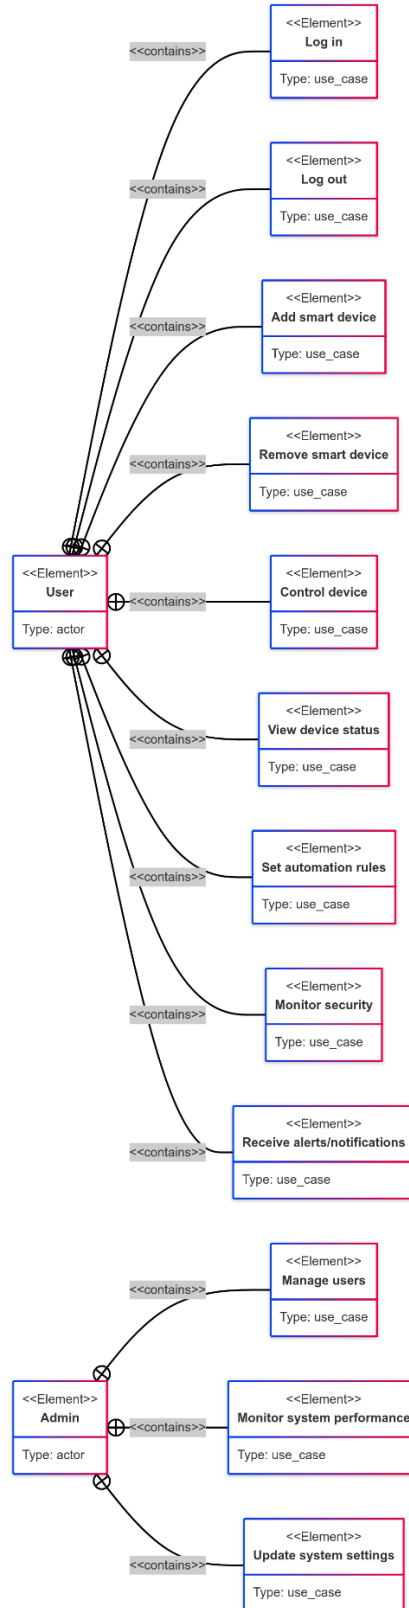 <<Element>>
Log in
Type: use_case
<<contains>>
<<Element>>
Log out
Type: use_case
<<contains>>
<<Element>>
Add smart device
Type: use_case
<<contains>>
<<Element>>
Remove smart device
Type: use_case
<<contains>>
<<Element>>
User
Type: actor
<<contains>>
<<Element>>
Control device
Type: use_case
<<Element>>
View device status
Type: use_case
<<contains>>
<<Element>>
Set automation rules
Type: use_case
<<contains>>
<<Element>>
Monitor security
Type: use_case
<<contains>>
<<Element>>
Receive alerts/notifications
Type: use_case
<<contains>>
<<Element>>
Manage users
Type: use_case
<<contains>>
<<Element>>
Admin
Type: actor
<<contains>>
<<Element>>
Monitor system performance
Type: use_case
<<Element>>
Update system settings
Type: use_case
<<contains>>